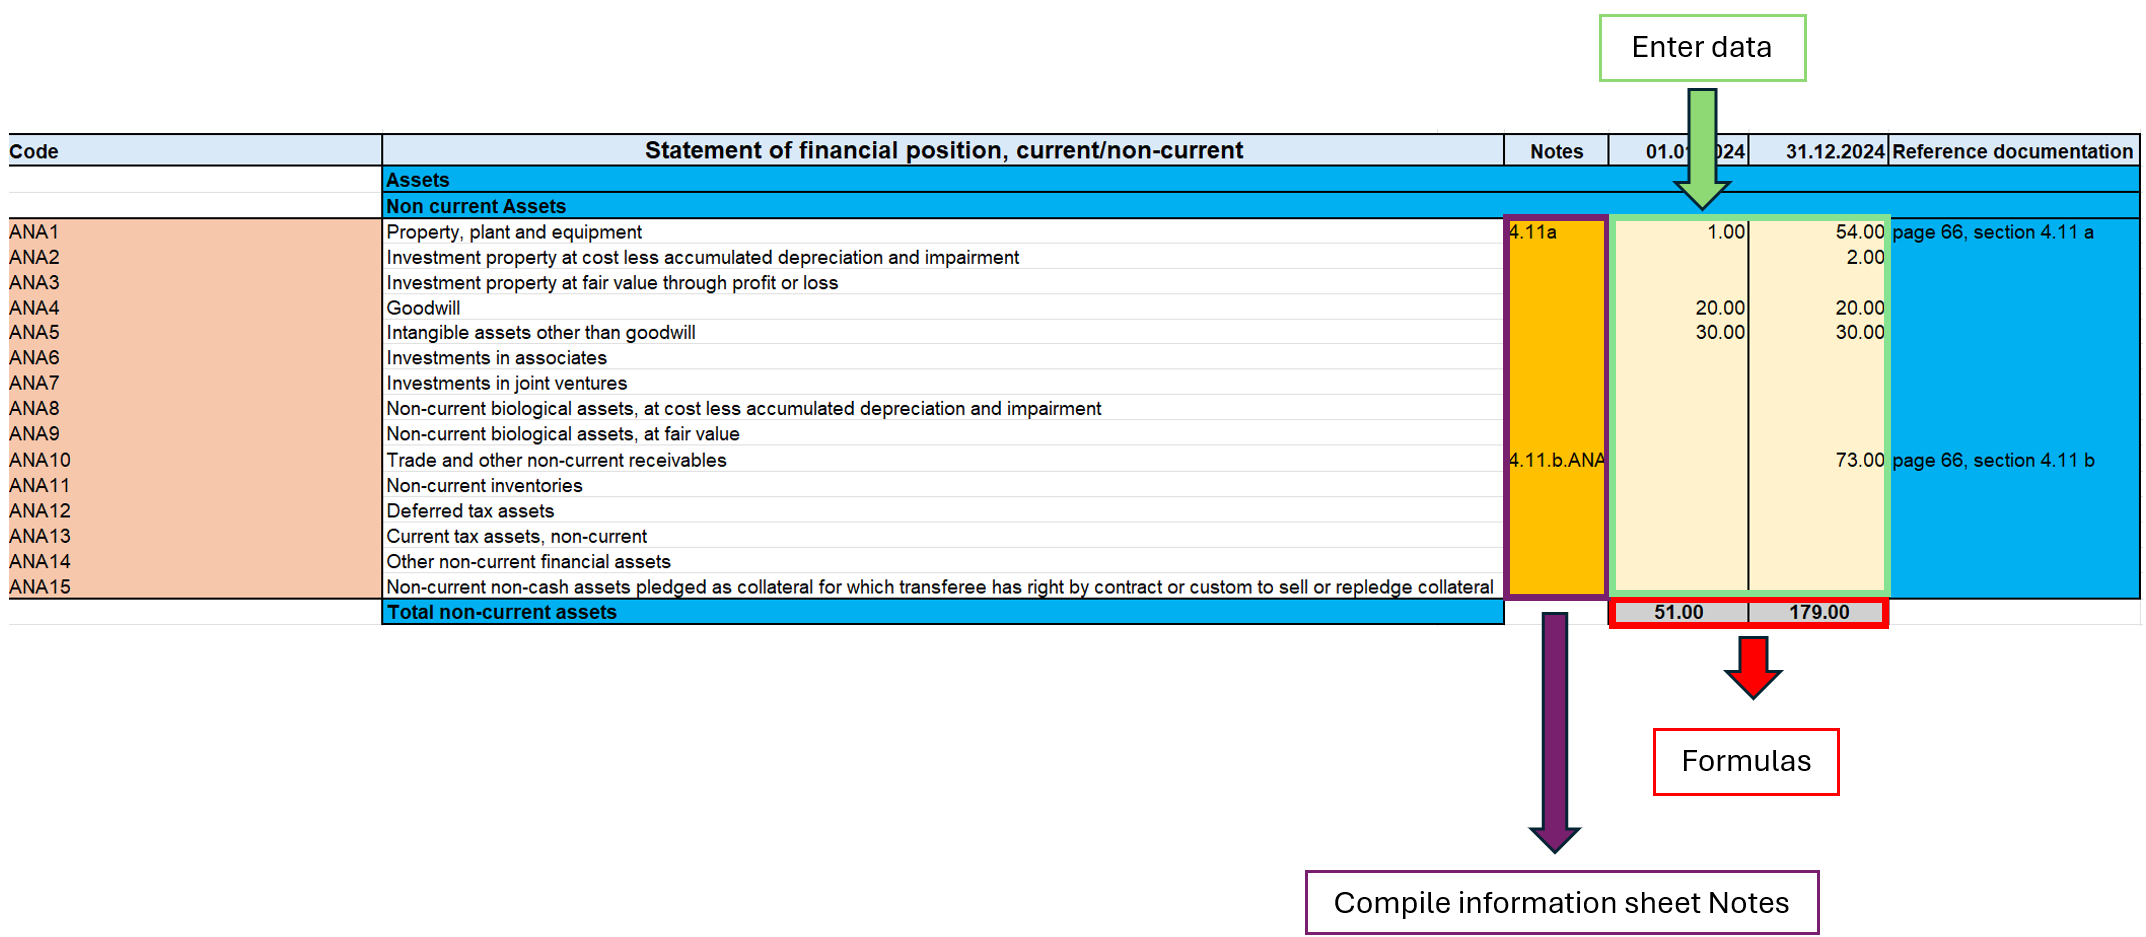 Enter data
Code Statement of financial position, current/non-current Notes 01.0 024 31.12.2024 Reference documentation
Assets
Non current Assets
ANA1 Property, plant and equipment 4.11a 1.00 54.00 page 66, section 4.11 a
ANA2 Investment property at cost less accumulated depreciation and impairment 2.00
ANA3 Investment property at fair value through profit or loss
ANA4 Goodwill 20.00 20.00
ANA5 Intangible assets other than goodwill 30.00 30.00
ANA6 Investments in associates
ANA7 Investments in joint ventures
ANA8 Non-current biological assets, at cost less accumulated depreciation and impairment
ANA9 Non-current biological assets, at fair value
ANA10 Trade and other non-current receivables 4.11.b.ANA 73.00 page 66, section 4.11 b
ANA11 Non-current inventories
ANA12 Deferred tax assets
ANA13 Current tax assets, non-current
ANA14 Other non-current financial assets
ANA15 Non-current non-cash assets pledged as collateral for which transferee has right by contract or custom to sell or repledge collateral
Total non-current assets 51.00 179.00
Formulas
Compile information sheet Notes